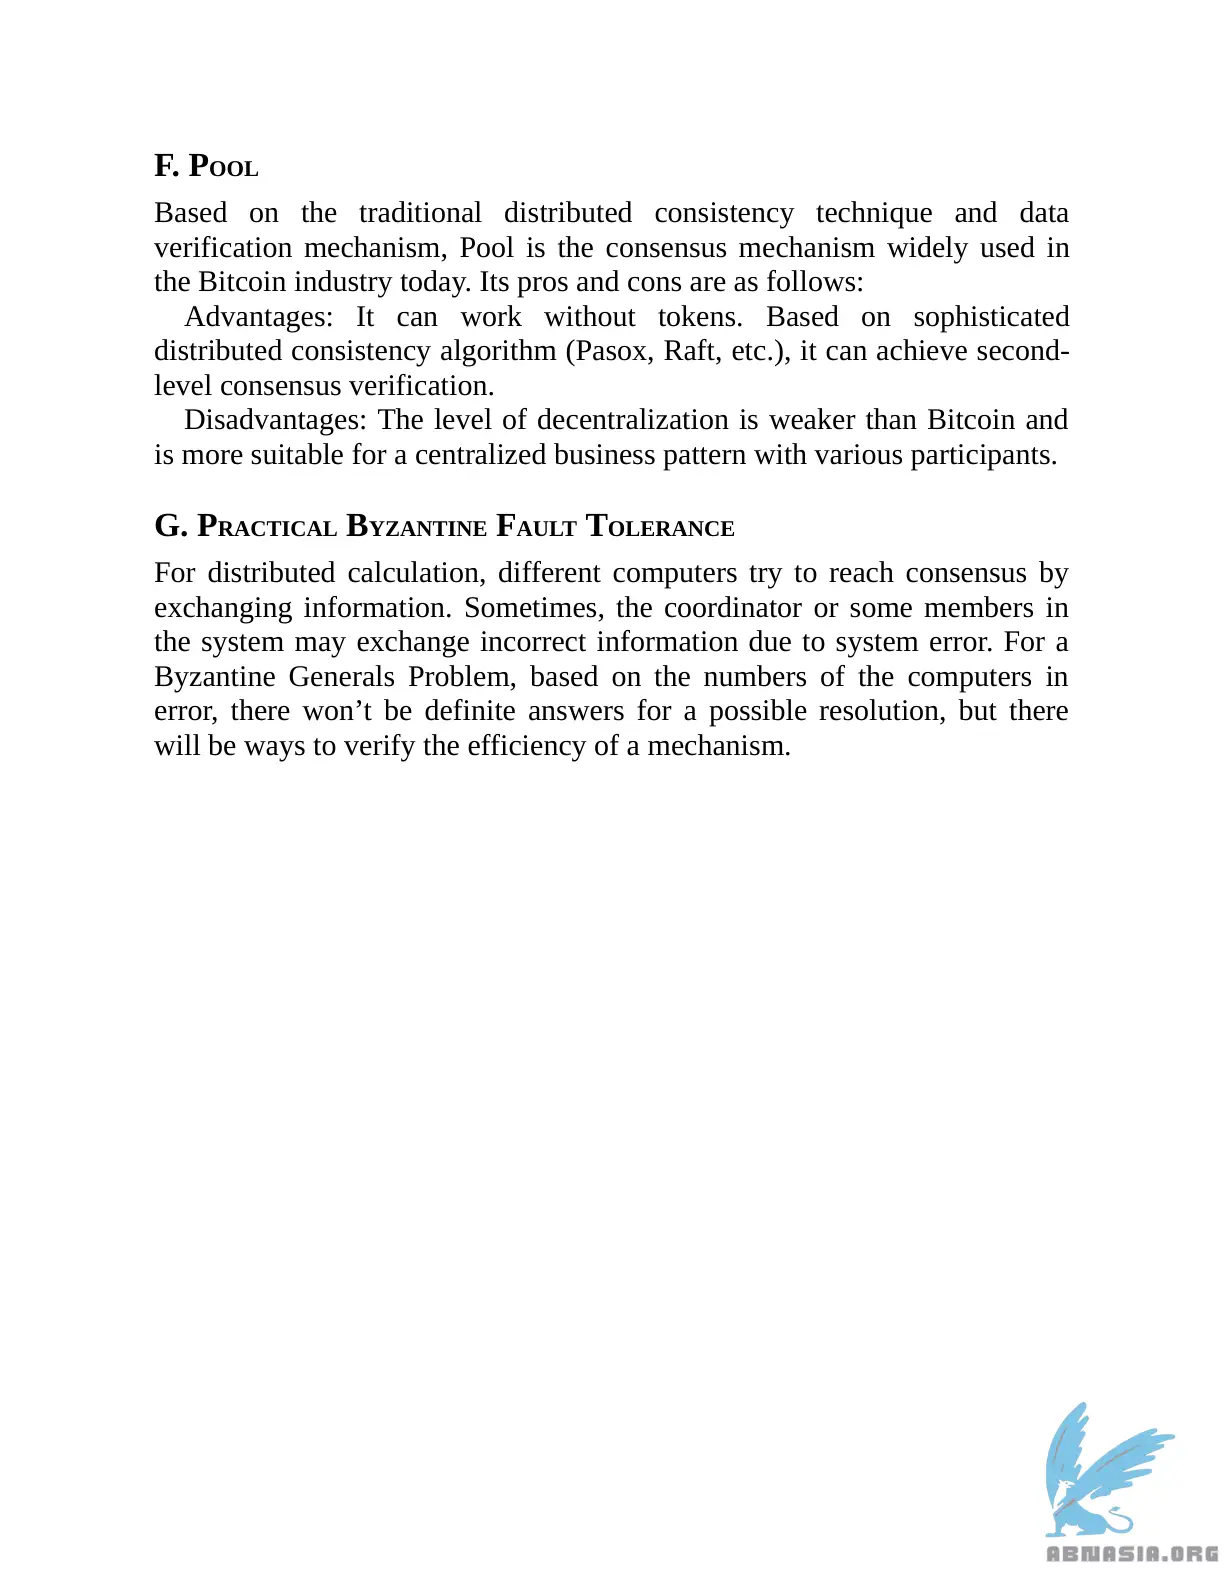 F. POOL
Based on the traditional distributed consistency technique and data
verification mechanism, Pool is the consensus mechanism widely used in
the Bitcoin industry today. Its pros and cons are as follows:
Advantages: It can work without tokens. Based on sophisticated
distributed consistency algorithm (Pasox, Raft, etc.), it can achieve second-
level consensus verification.
Disadvantages: The level of decentralization is weaker than Bitcoin and
is more suitable for a centralized business pattern with various participants.
G. PRACTICAL BYZANTINE FAULT TOLERANCE
For distributed calculation, different computers try to reach consensus by
exchanging information. Sometimes, the coordinator or some members in
the system may exchange incorrect information due to system error. For a
Byzantine Generals Problem, based on the numbers of the computers in
error, there won’t be definite answers for a possible resolution, but there
will be ways to verify the efficiency of a mechanism.
ABNASIA.ORG